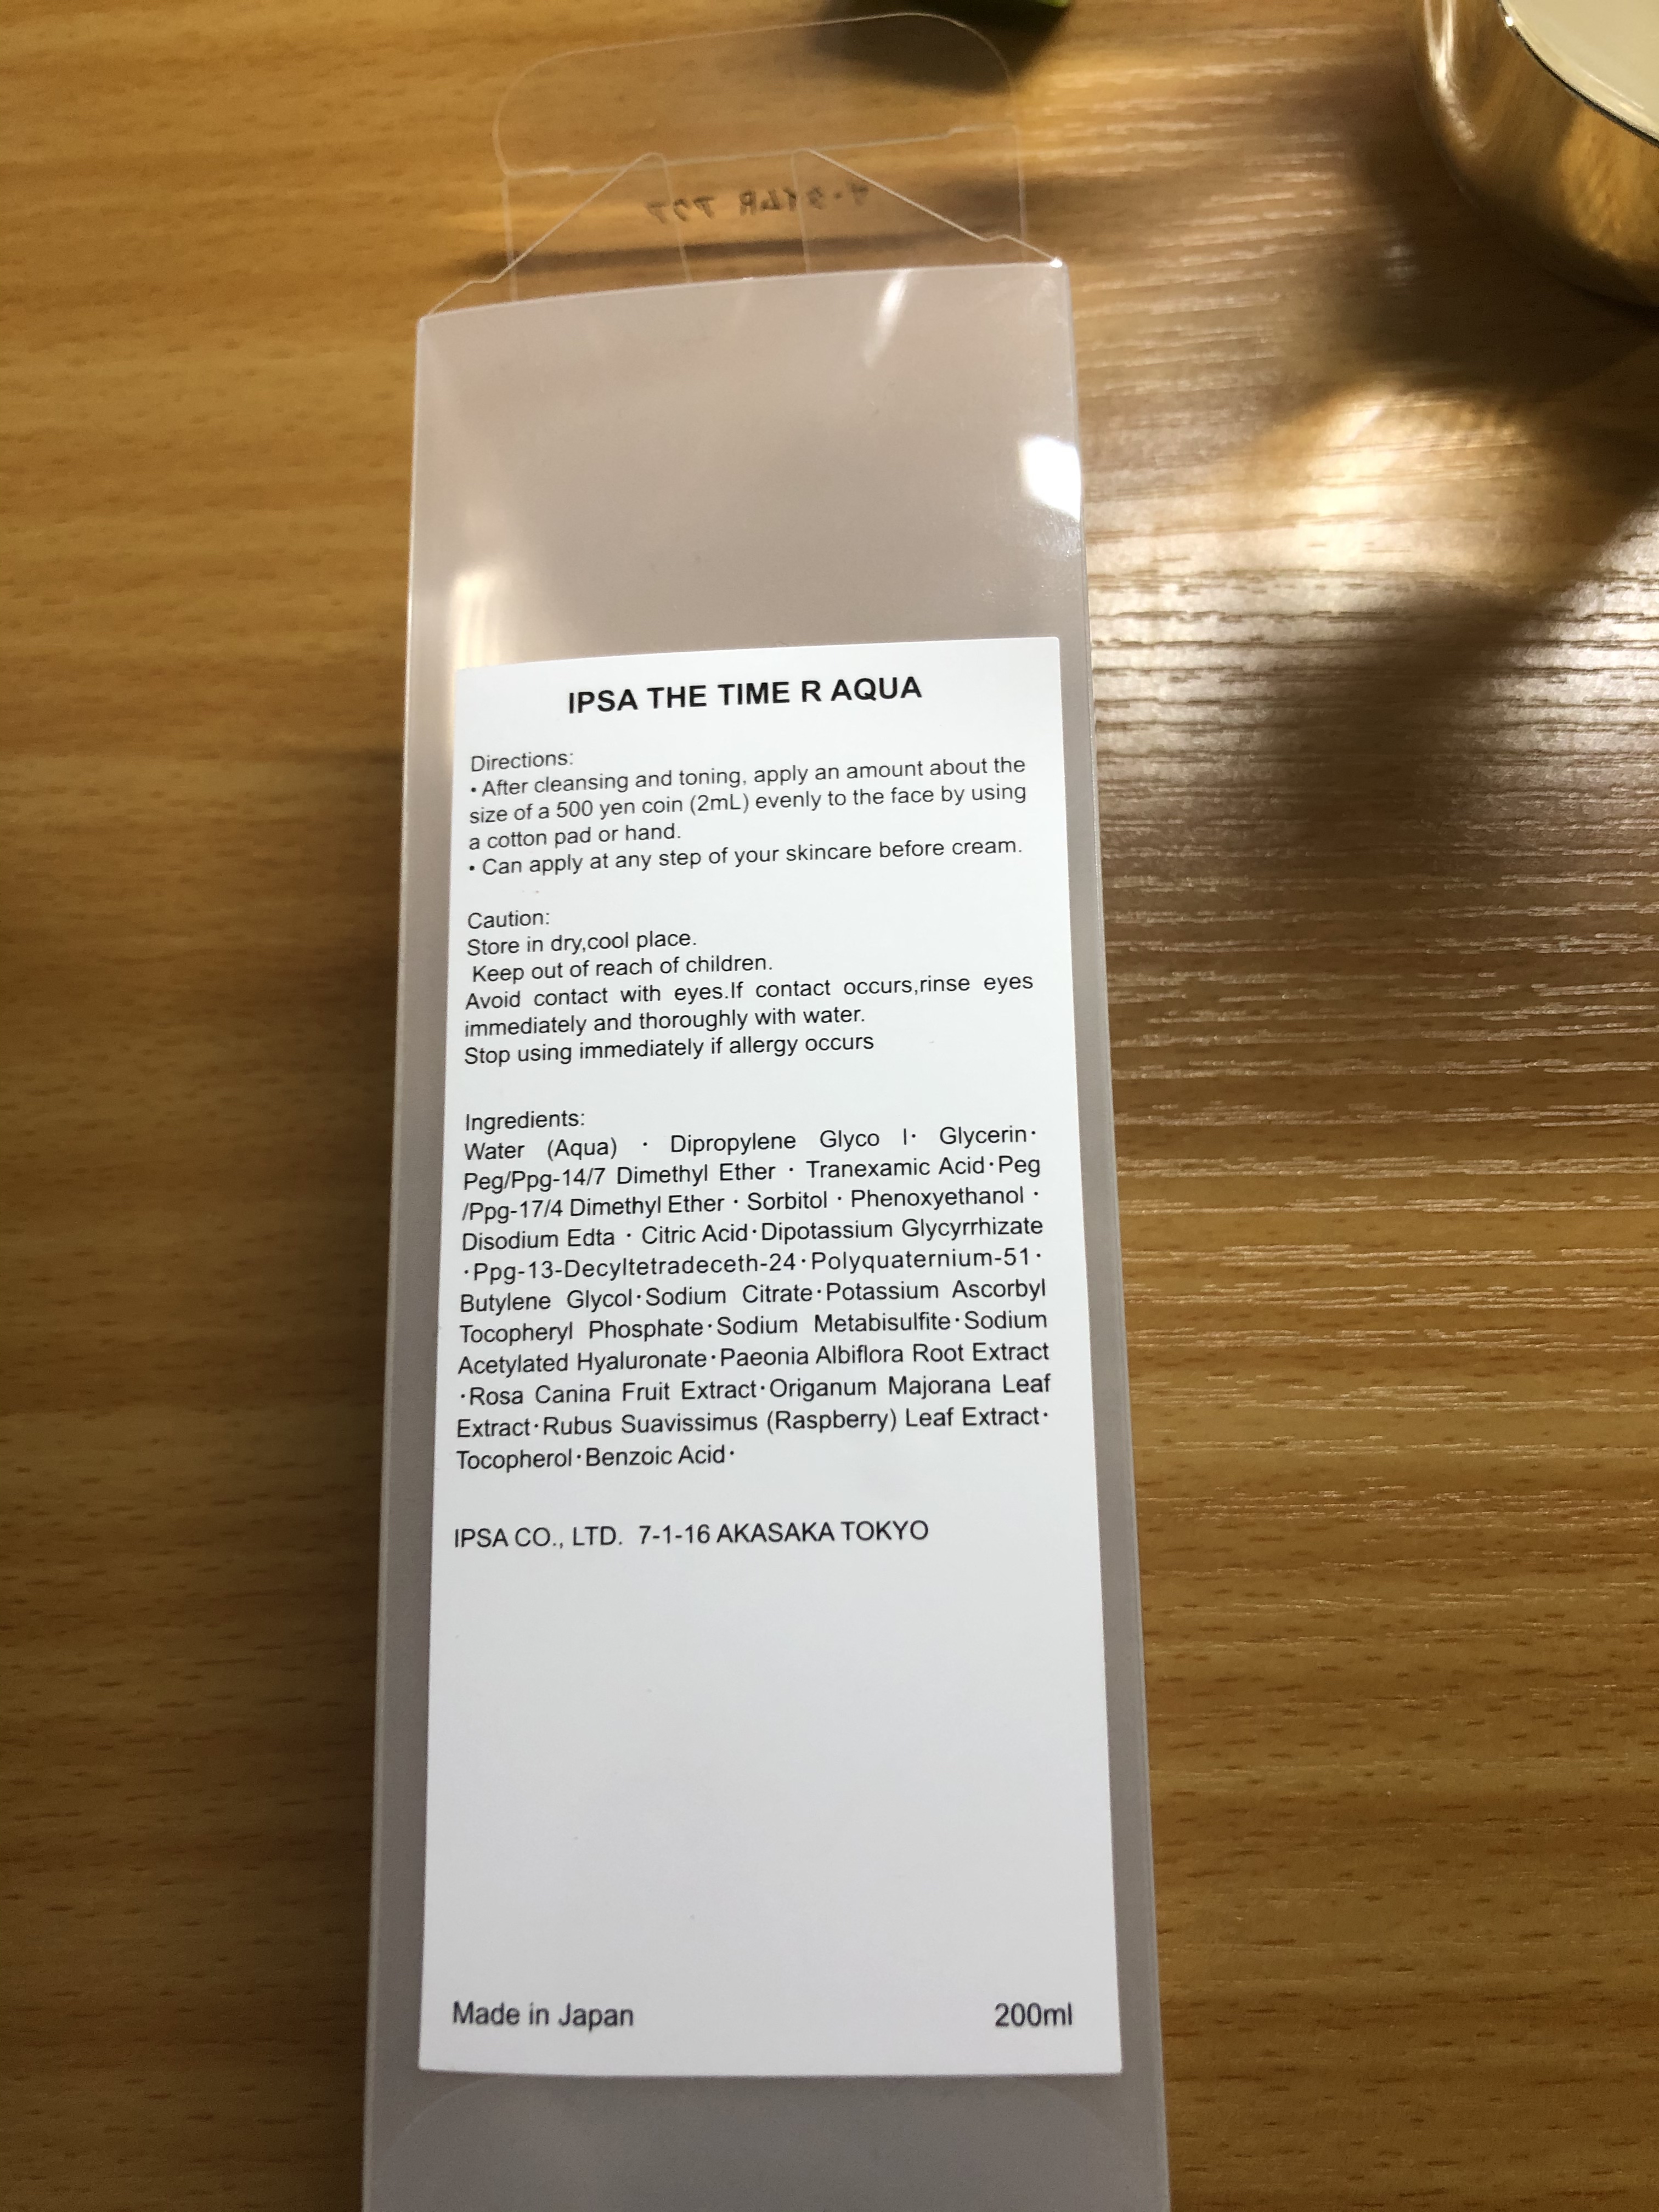 IPSA THE TIME R AQUA
Directions:
• After cleansing and toning, apply an amount about the
size of a 500 yen coin (2mL) evenly to the face by using
a cotton pad or hand.
• Can apply at any step of your skincare before cream.
Caution:
Store in dry,cool place.
Keep out of reach of children.
Avoid contact with eyes.If contact occurs,rinse eyes
immediately and thoroughly with water.
Stop using immediately if allergy occurs
Ingredients:
Water (Aqua) · Dipropylene Glyco l· Glycerin·
Peg/Ppg-14/7 Dimethyl Ether · Tranexamic Acid·Peg
/Ppg-17/4 Dimethyl Ether · Sorbitol · Phenoxyethanol ·
Disodium Edta · Citric Acid·Dipotassium Glycyrrhizate
·Ppg-13-Decyltetradeceth-24·Polyquaternium-51·
Butylene Glycol·Sodium Citrate·Potassium Ascorbyl
Tocopheryl Phosphate·Sodium Metabisulfite·Sodium
Acetylated Hyaluronate·Paeonia Albiflora Root Extract
·Rosa Canina Fruit Extract·Origanum Majorana Leaf
Extract·Rubus Suavissimus (Raspberry) Leaf Extract·
Tocopherol·Benzoic Acid·
IPSA CO., LTD. 7-1-16 AKASAKA TOKYO
Made in Japan 200ml